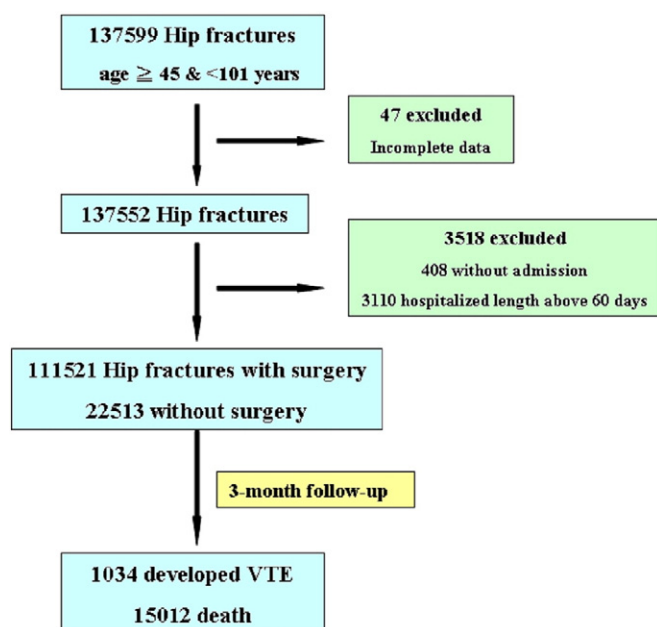 137599 Hip fractures
age ≧ 45 & <101 years
47 excluded
Incomplete data
137552 Hip fractures
3518 excluded
408 without admission
3110 hospitalized length above 60 days
111521 Hip fractures with surgery
22513 without surgery
3-month follow-up
1034 developed VTE
15012 death